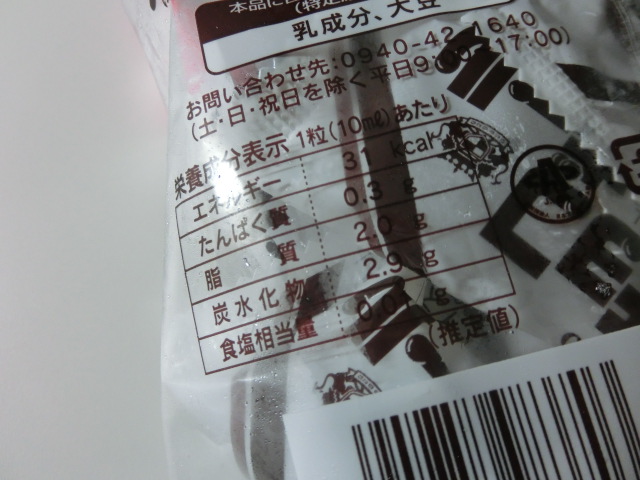 本品に
(特定
乳成分、大豆
お問い合わせ先:0940-42-1640
(土・日・祝日を除く平日9:00~17:00)
栄養成分表示 1粒(10㎖)あたり
エネルギー 31 kcal
たんぱく質 0.3 g
脂質 2.0 g
炭水化物 2.9 g
食塩相当量 0.01 g
(推定値)